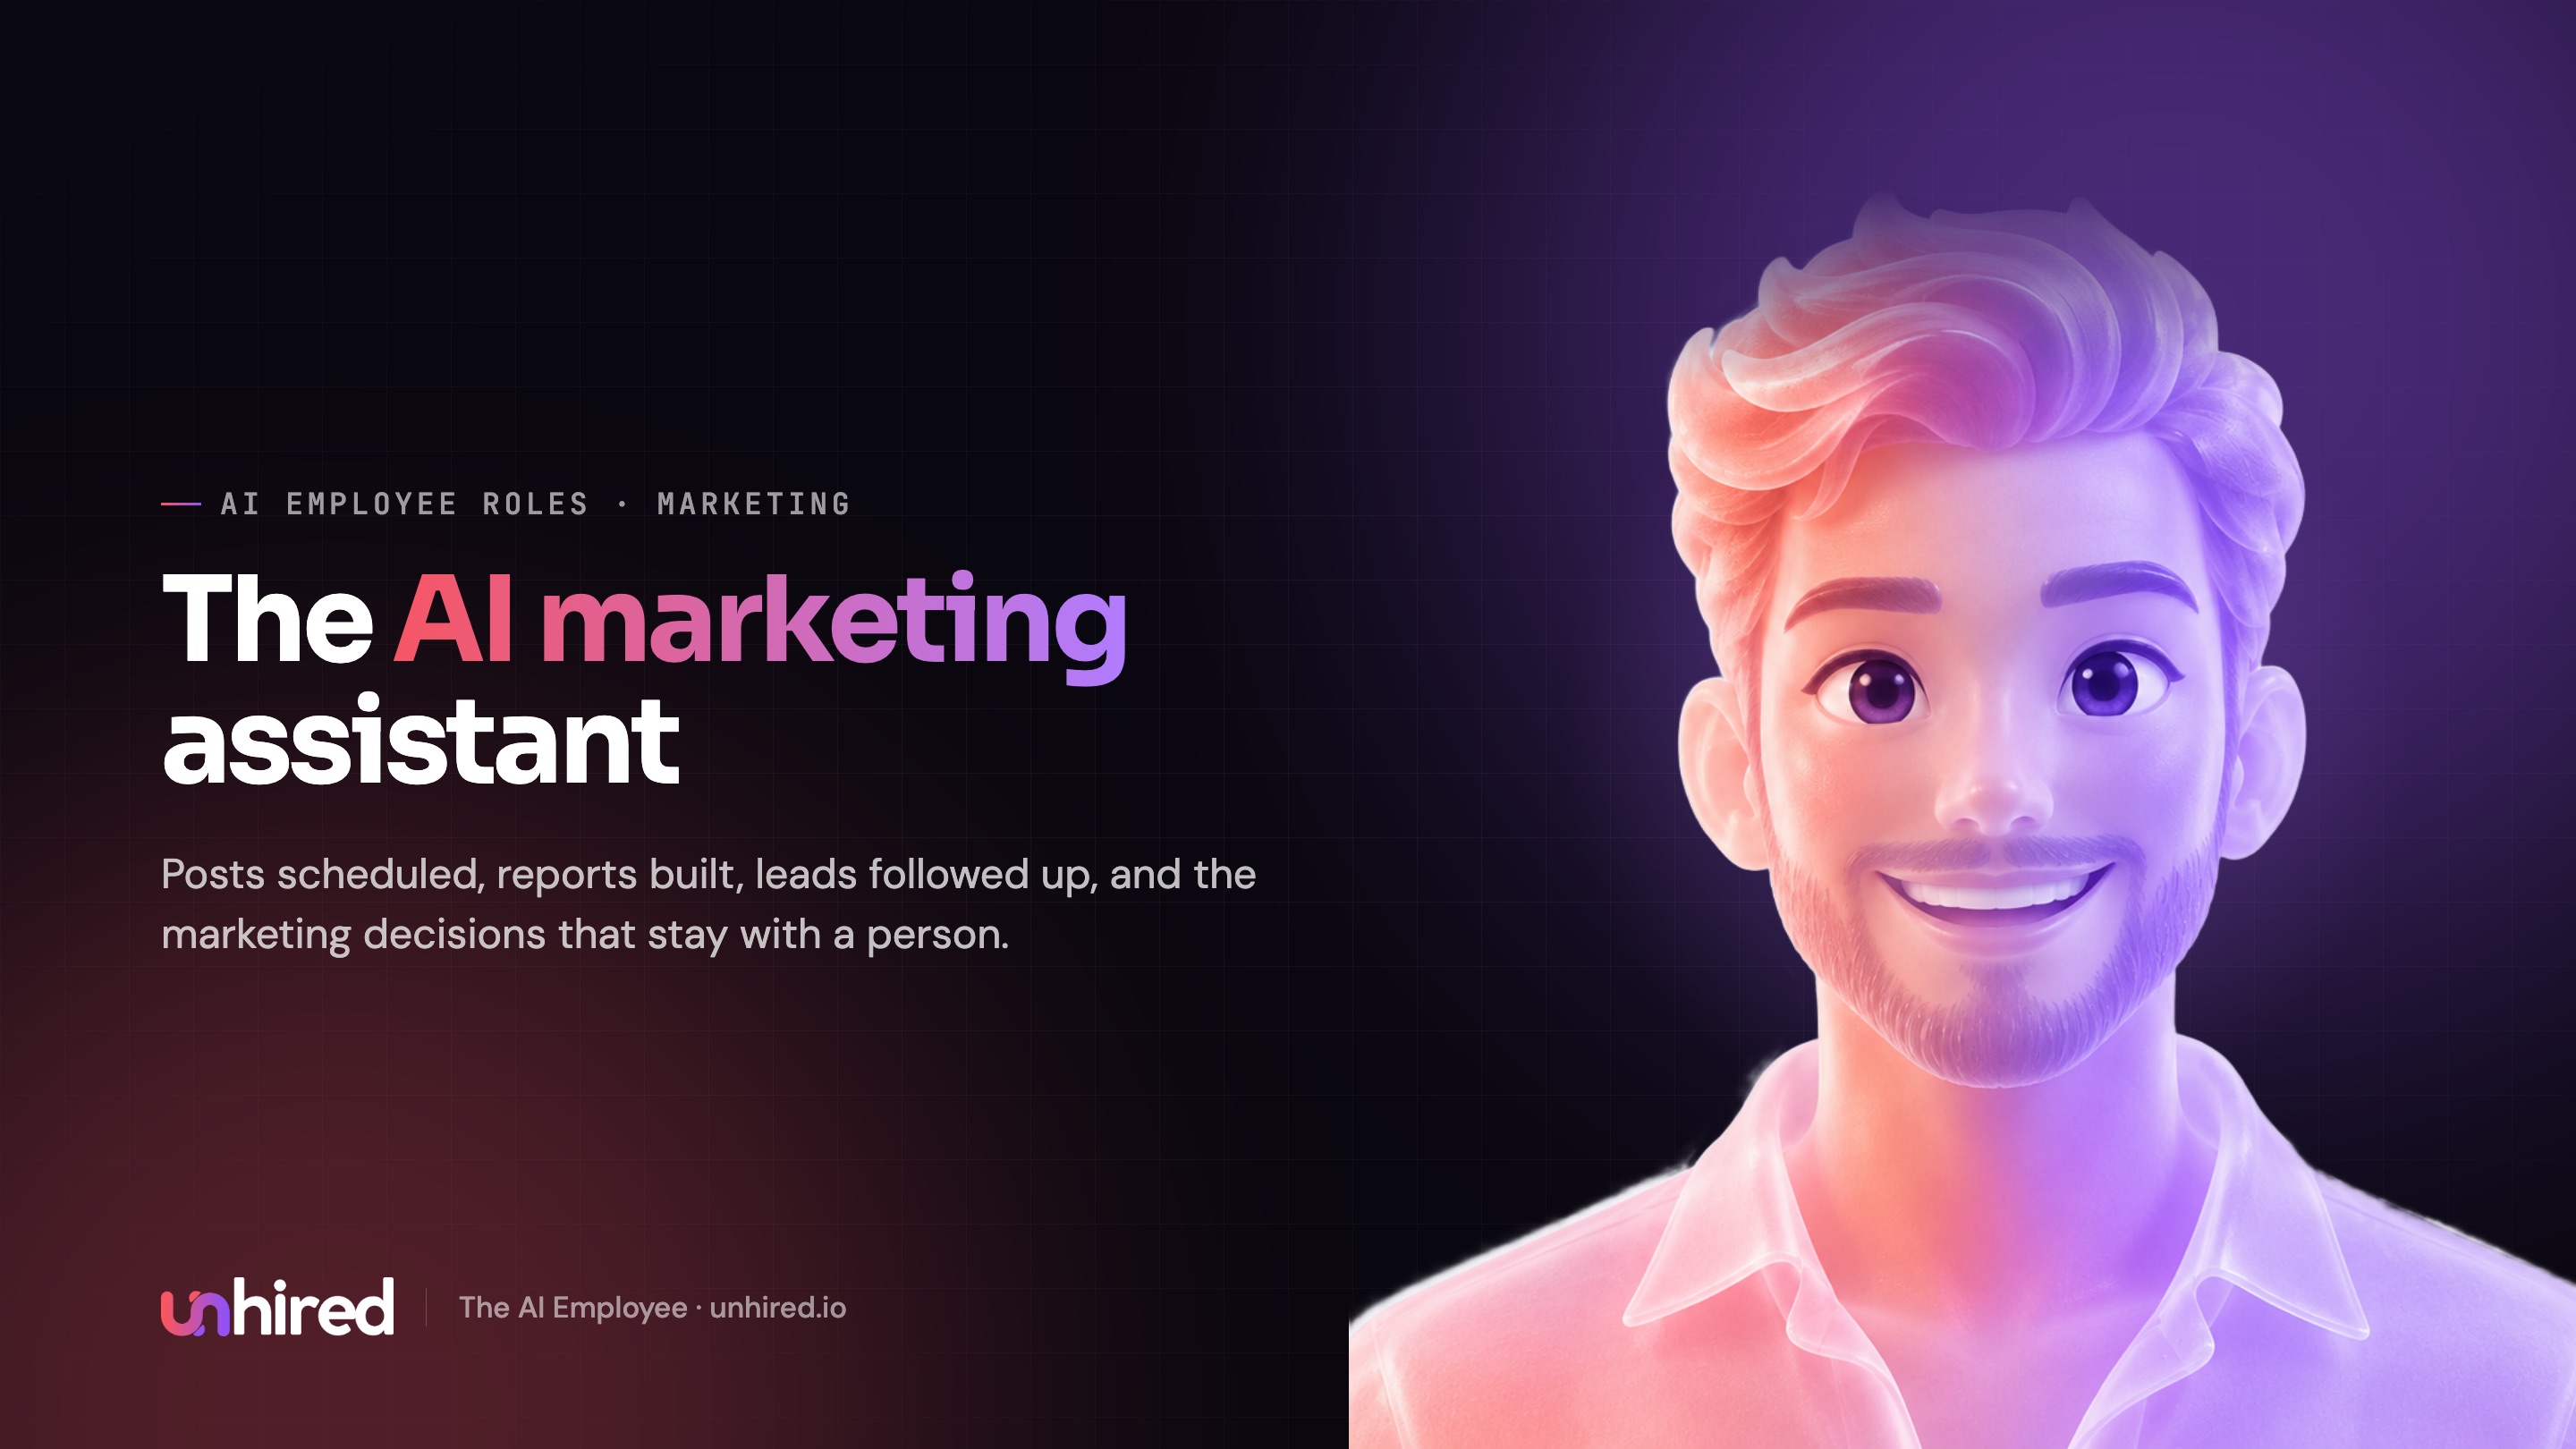 AI EMPLOYEE ROLES · MARKETING
The AI marketing
assistant
Posts scheduled, reports built, leads followed up, and the
marketing decisions that stay with a person.
unhired
The AI Employee · unhired.io